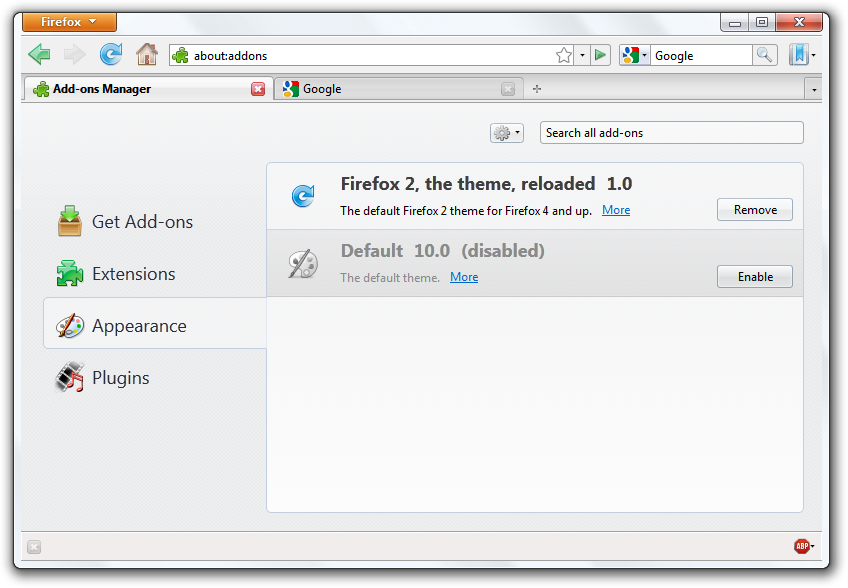 Firefox
about:addons
Google
Add-ons Manager
Google
Search all add-ons
Get Add-ons
Extensions
Appearance
Plugins
Firefox 2, the theme, reloaded 1.0
The default Firefox 2 theme for Firefox 4 and up. More
Remove
Default 10.0 (disabled)
The default theme. More
Enable
ABP